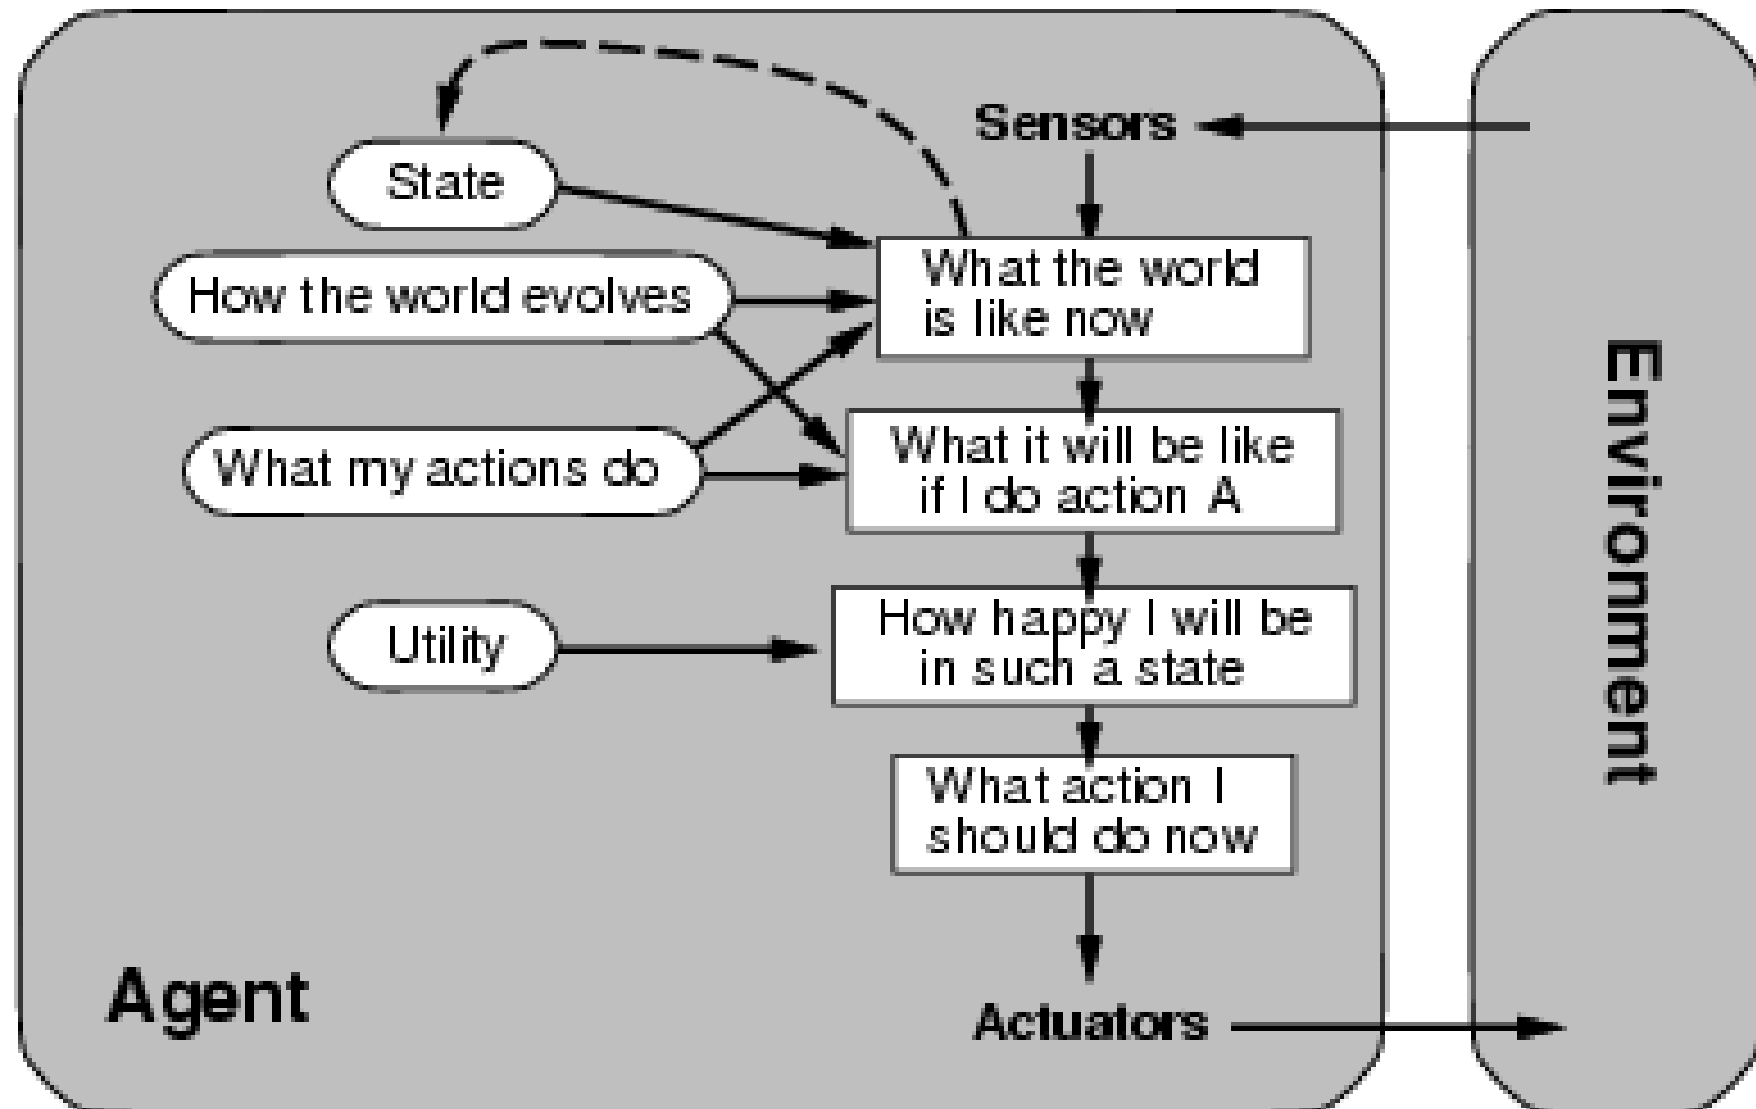 Sensors
State
What the world
is like now
How the world evolves
What my actions do
What it will be like
if I do action A
Utility
How happy I will be
in such a state
What action I
should do now
Agent
Actuators
Environment